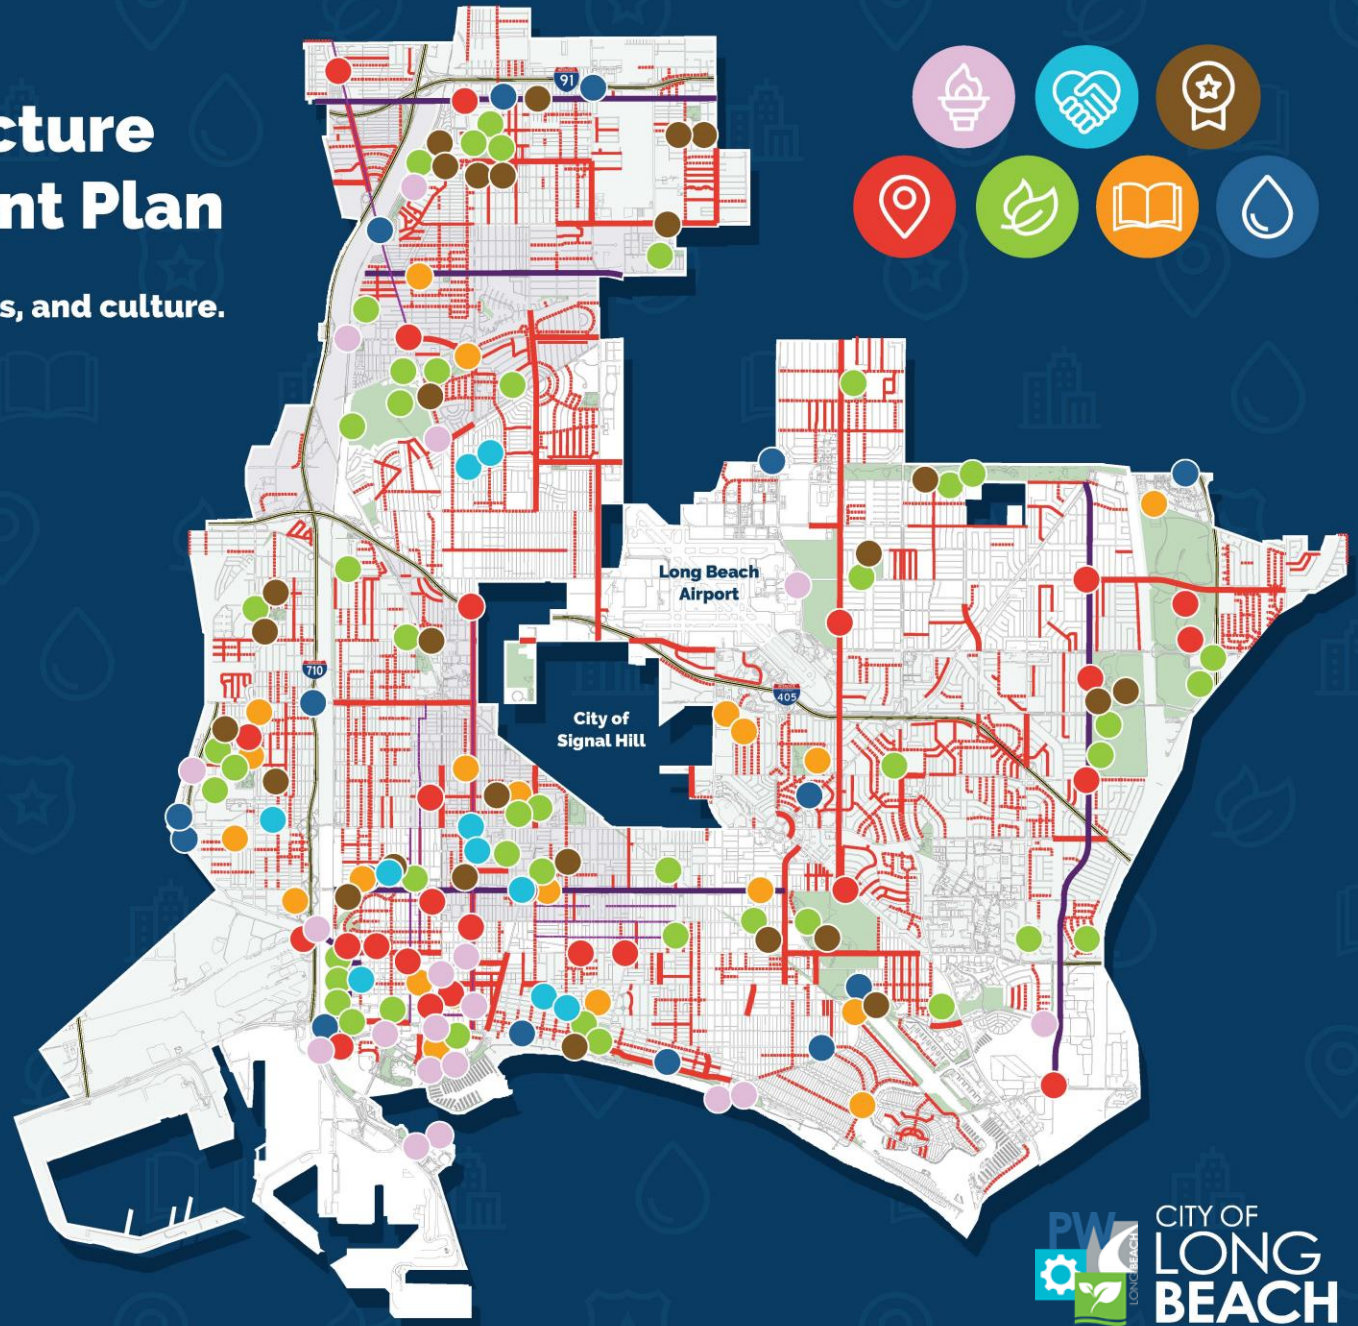 cture
nt Plan
s, and culture.
91
Long Beach
Airport
710
405
City of
Signal Hill
PW
LONG BEACH
CITY OF
LONG
BEACH